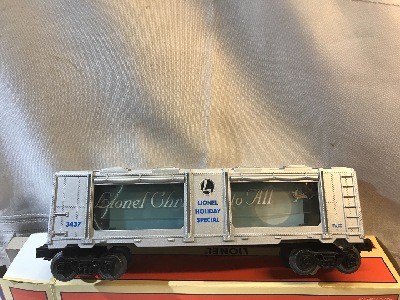 Lionel Chr to All
LIONEL
HOLIDAY
SPECIAL
3437
LIONEL